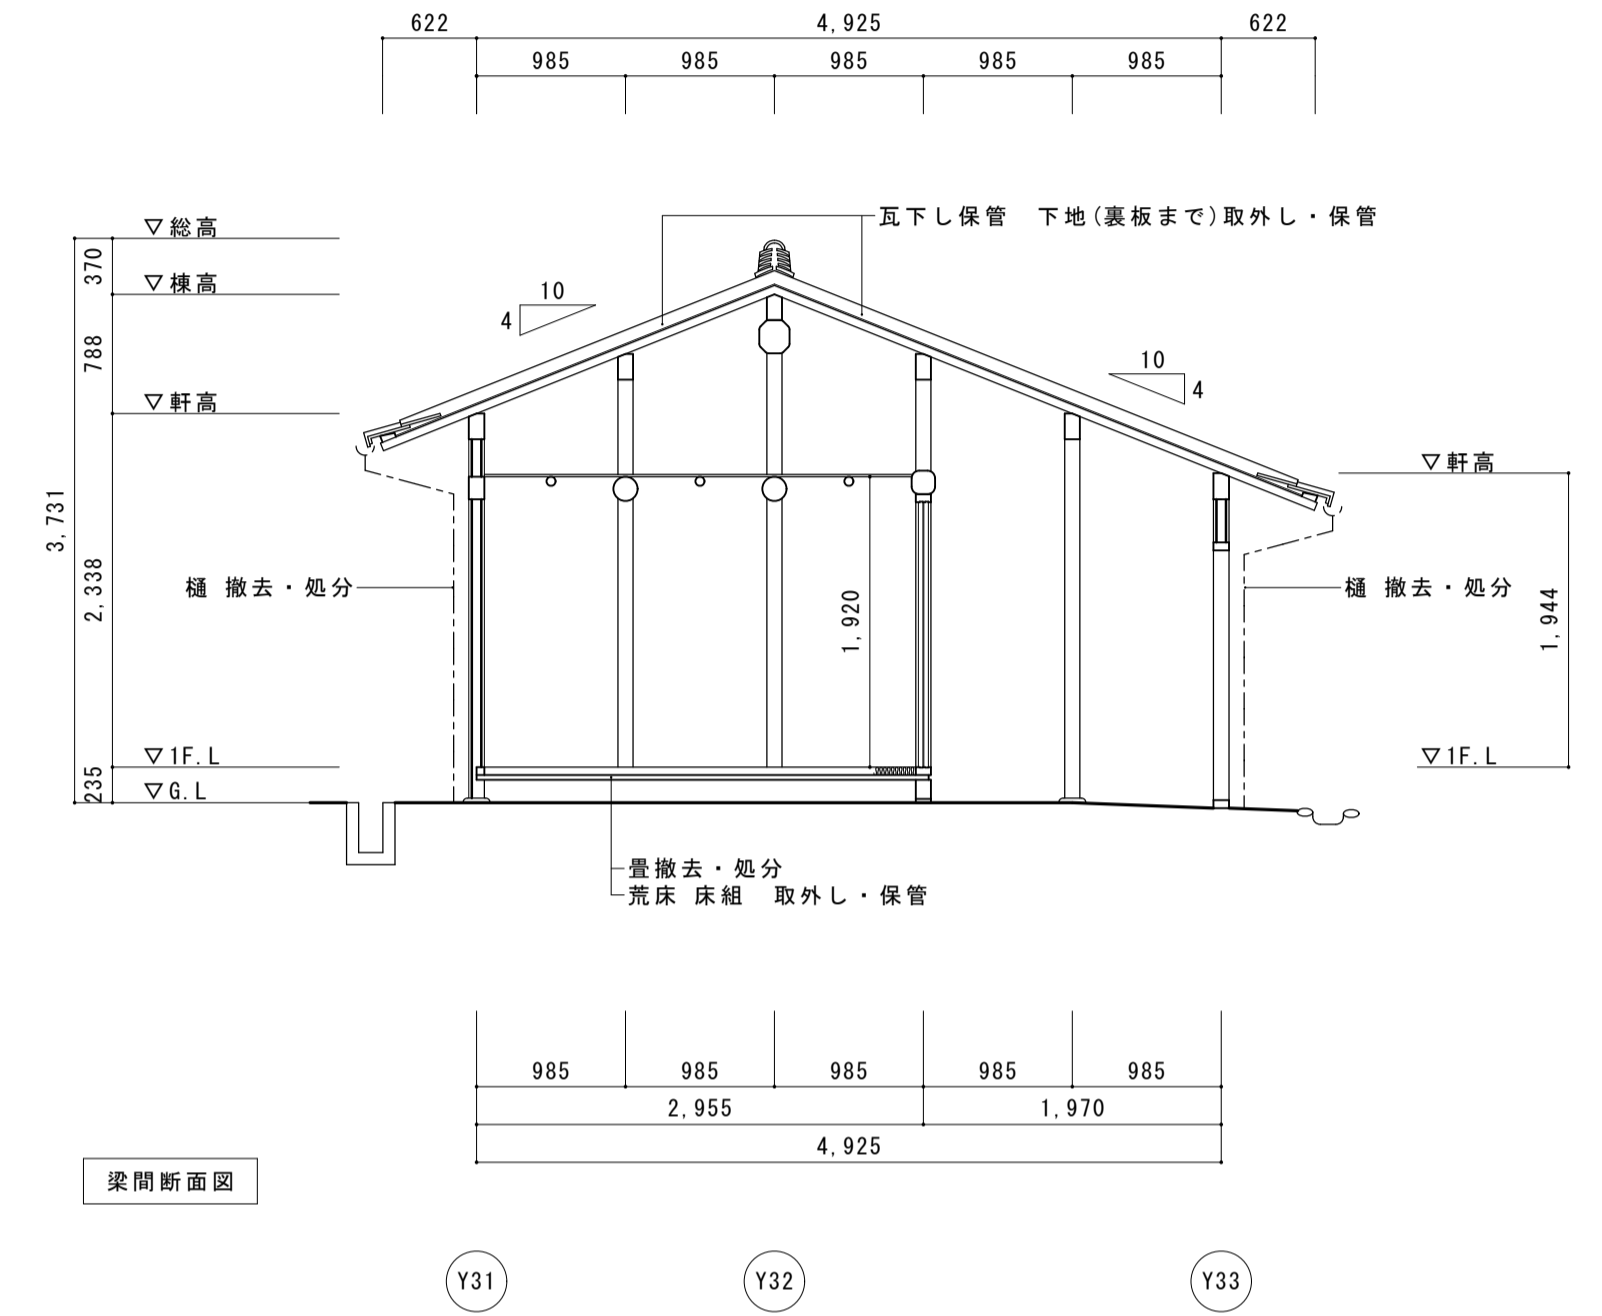 622 4,925 622
985 985 985 985 985
瓦下し保管 下地(裏板まで)取外し・保管
▽総高
370
▽棟高
10
4
788
10
4
▽軒高
▽軒高
3,731
2,338
樋 撤去・処分
1,920
樋 撤去・処分
1,944
▽1F.L
▽1F.L
235
▽G.L
畳撤去・処分
荒床 床組 取外し・保管
985 985 985 985 985
2,955 1,970
4,925
梁間断面図
Y31 Y32 Y33